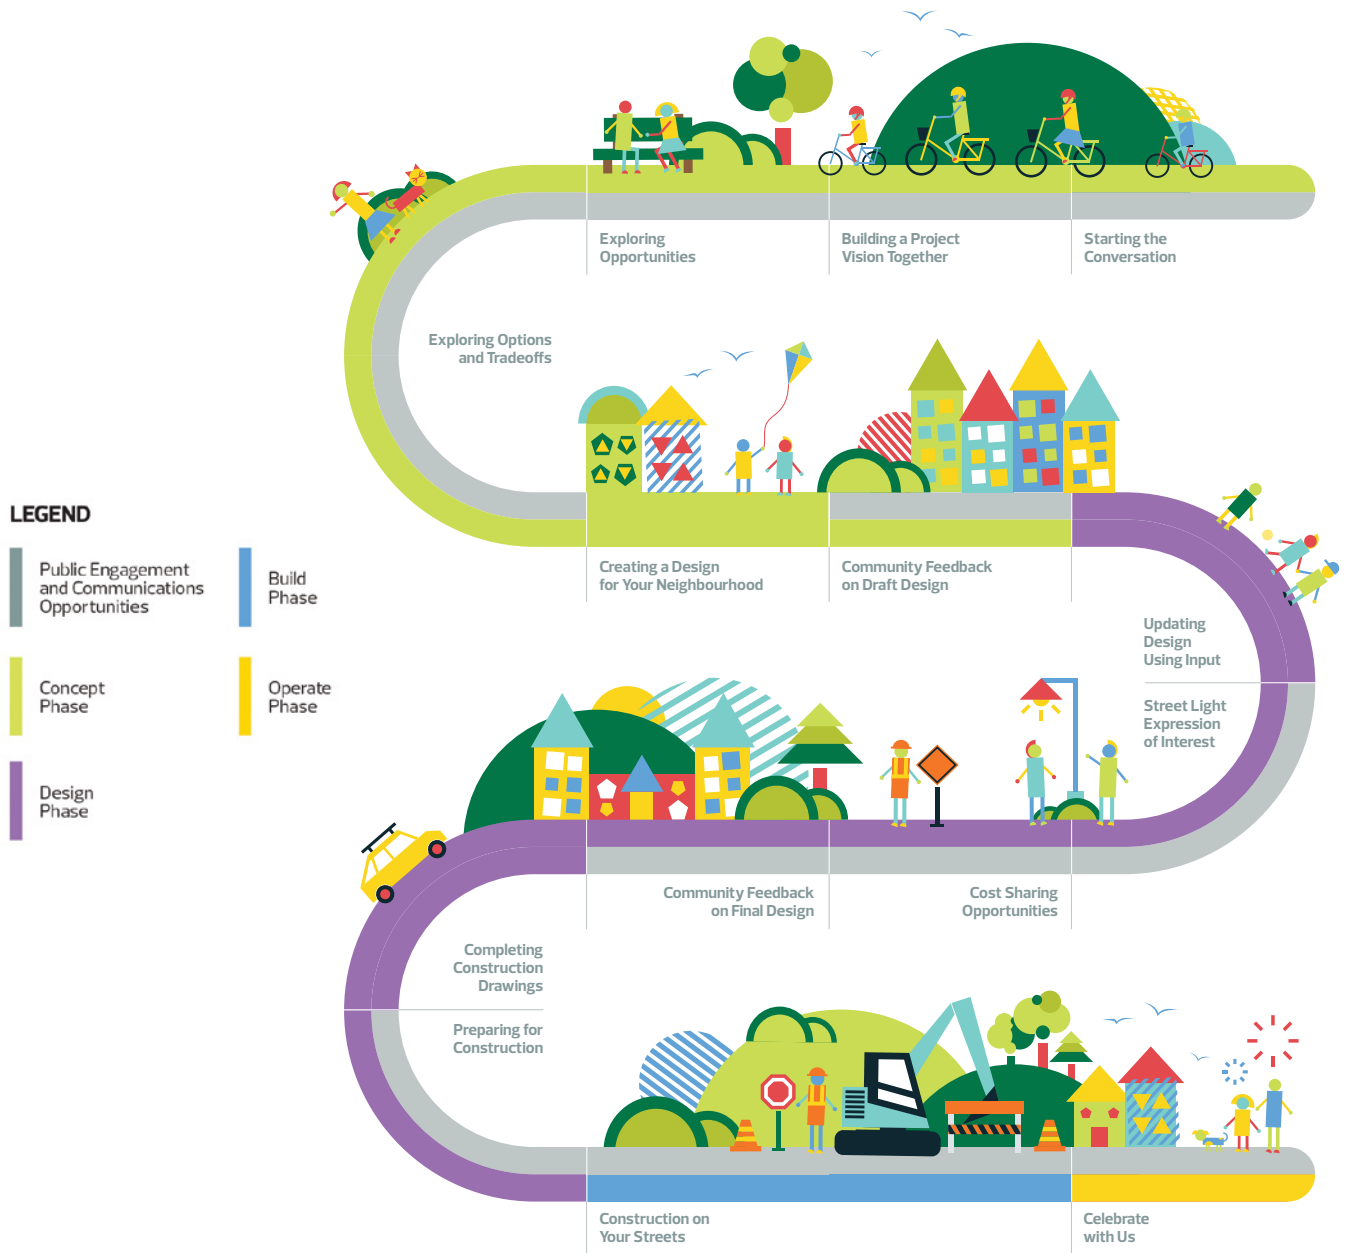 Exploring
Opportunities
Building a Project
Vision Together
Starting the
Conversation
Exploring Options
and Tradeoffs
LEGEND
Public Engagement
and Communications
Opportunities
Build
Phase
Concept
Phase
Operate
Phase
Design
Phase
Creating a Design
for Your Neighbourhood
Community Feedback
on Draft Design
Updating
Design
Using Input
Street Light
Expression
of Interest
Community Feedback
on Final Design
Cost Sharing
Opportunities
Completing
Construction
Drawings
Preparing for
Construction
Construction on
Your Streets
Celebrate
with Us